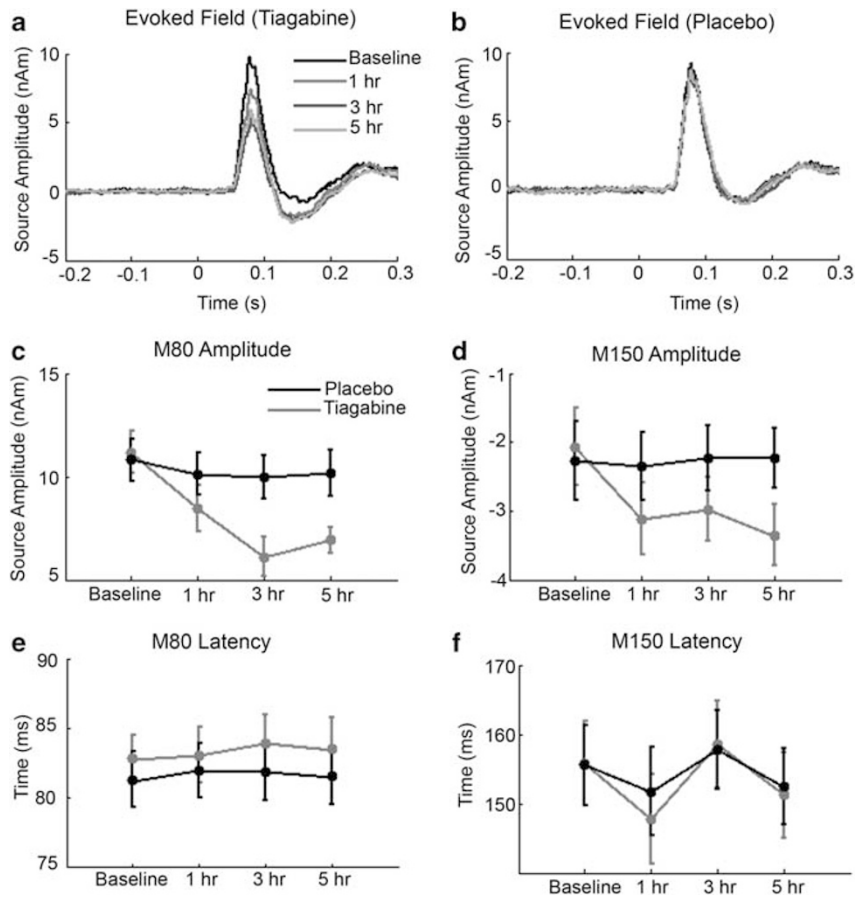 a
Evoked Field (Tiagabine)
Source Amplitude (nAm)
10
5
0
-5
Baseline
1 hr
3 hr
5 hr
-0.2
-0.1
0
0.1
0.2
0.3
Time (s)
b
Evoked Field (Placebo)
Source Amplitude (nAm)
10
5
0
-5
-0.2
-0.1
0
0.1
0.2
0.3
Time (s)
c
M80 Amplitude
Source Amplitude (nAm)
15
10
5
Placebo
Tiagabine
Baseline
1 hr
3 hr
5 hr
d
M150 Amplitude
Source Amplitude (nAm)
-1
-2
-3
-4
Baseline
1 hr
3 hr
5 hr
e
M80 Latency
Time (ms)
90
85
80
75
Baseline
1 hr
3 hr
5 hr
f
M150 Latency
Time (ms)
170
160
150
Baseline
1 hr
3 hr
5 hr